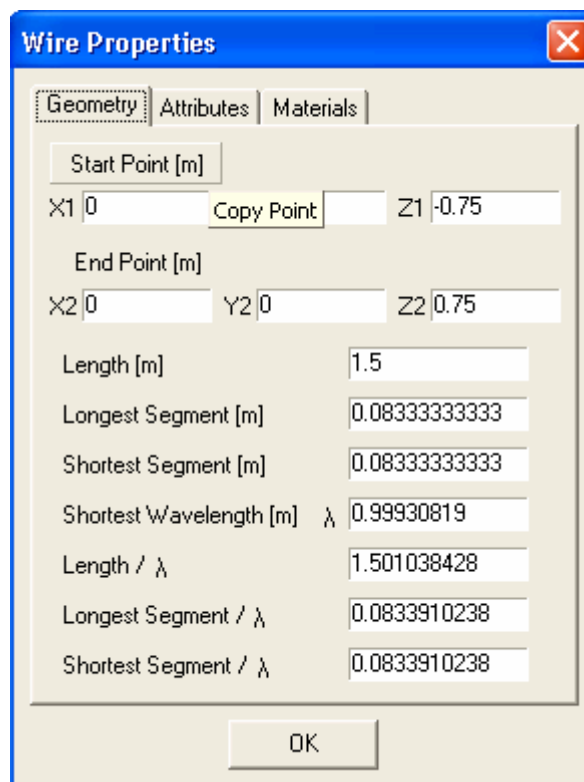 Wire Properties
Geometry Attributes Materials
Start Point [m]
X1 0 Copy Point Z1 -0.75
End Point [m]
X2 0 Y2 0 Z2 0.75
Length [m] 1.5
Longest Segment [m] 0.08333333333
Shortest Segment [m] 0.08333333333
Shortest Wavelength [m] λ 0.99930819
Length / λ 1.501038428
Longest Segment / λ 0.0833910238
Shortest Segment / λ 0.0833910238
OK